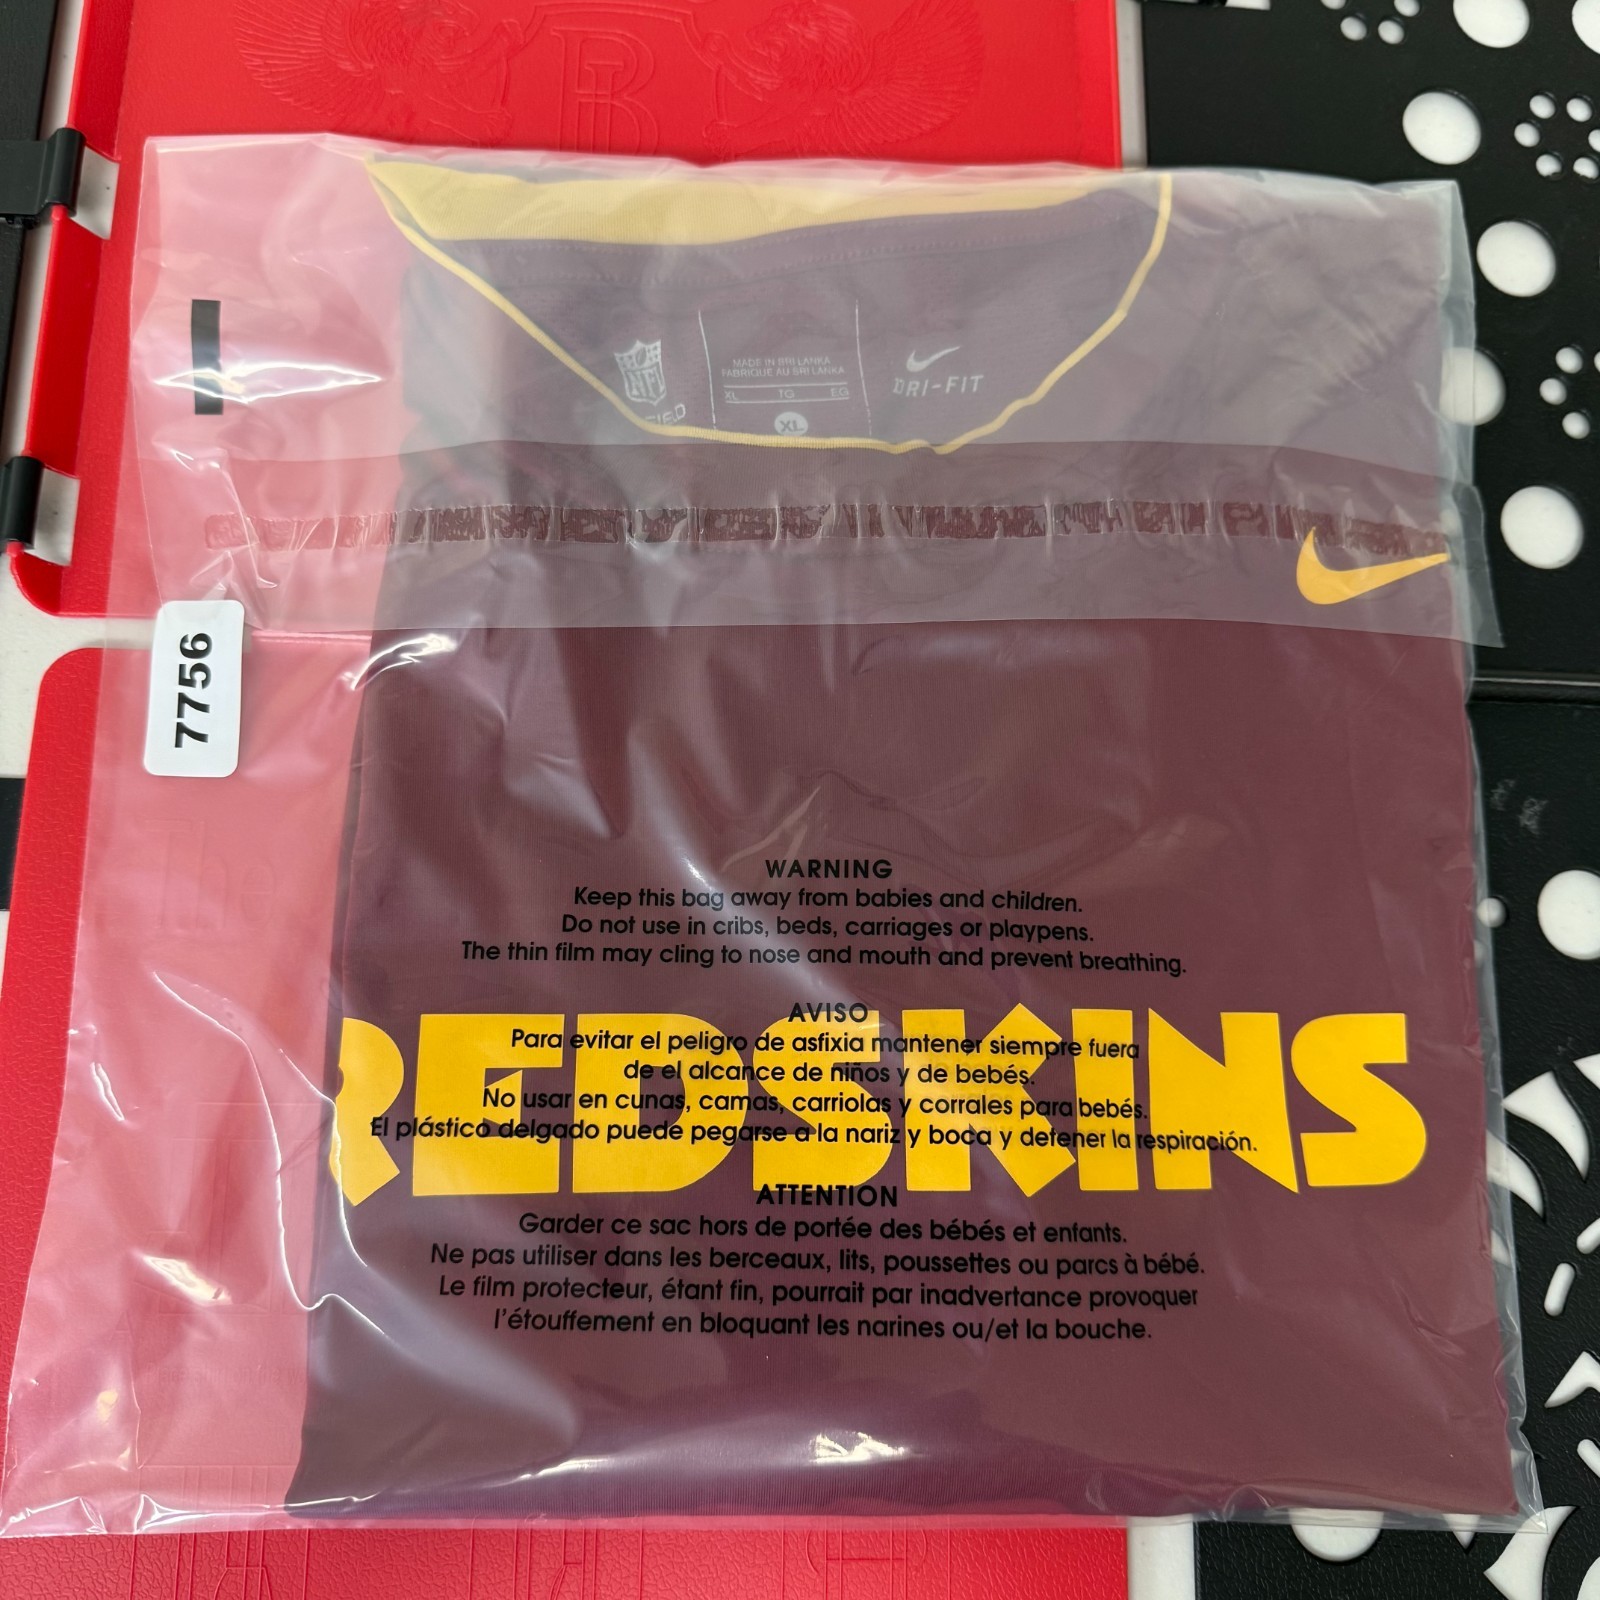 B
NFL
MADE IN SRI LANKA
FABRIQUE AU SRI LANKA
XL TG EG
XL
DRI-FIT
7756
The
WARNING
Keep this bag away from babies and children.
Do not use in cribs, beds, carriages or playpens.
The thin film may cling to nose and mouth and prevent breathing.
REDSKINS
AVISO
Para evitar el peligro de asfixia mantener siempre fuera
de el alcance de niños y de bebés.
No usar en cunas, camas, carriolas y corrales para bebés.
El plástico delgado puede pegarse a la nariz y boca y detener la respiración.
ATTENTION
Garder ce sac hors de portée des bébés et enfants.
Ne pas utiliser dans les berceaux, lits, poussettes ou parcs à bébé.
Le film protecteur, étant fin, pourrait par inadvertance provoquer
l'étouffement en bloquant les narines ou/et la bouche.